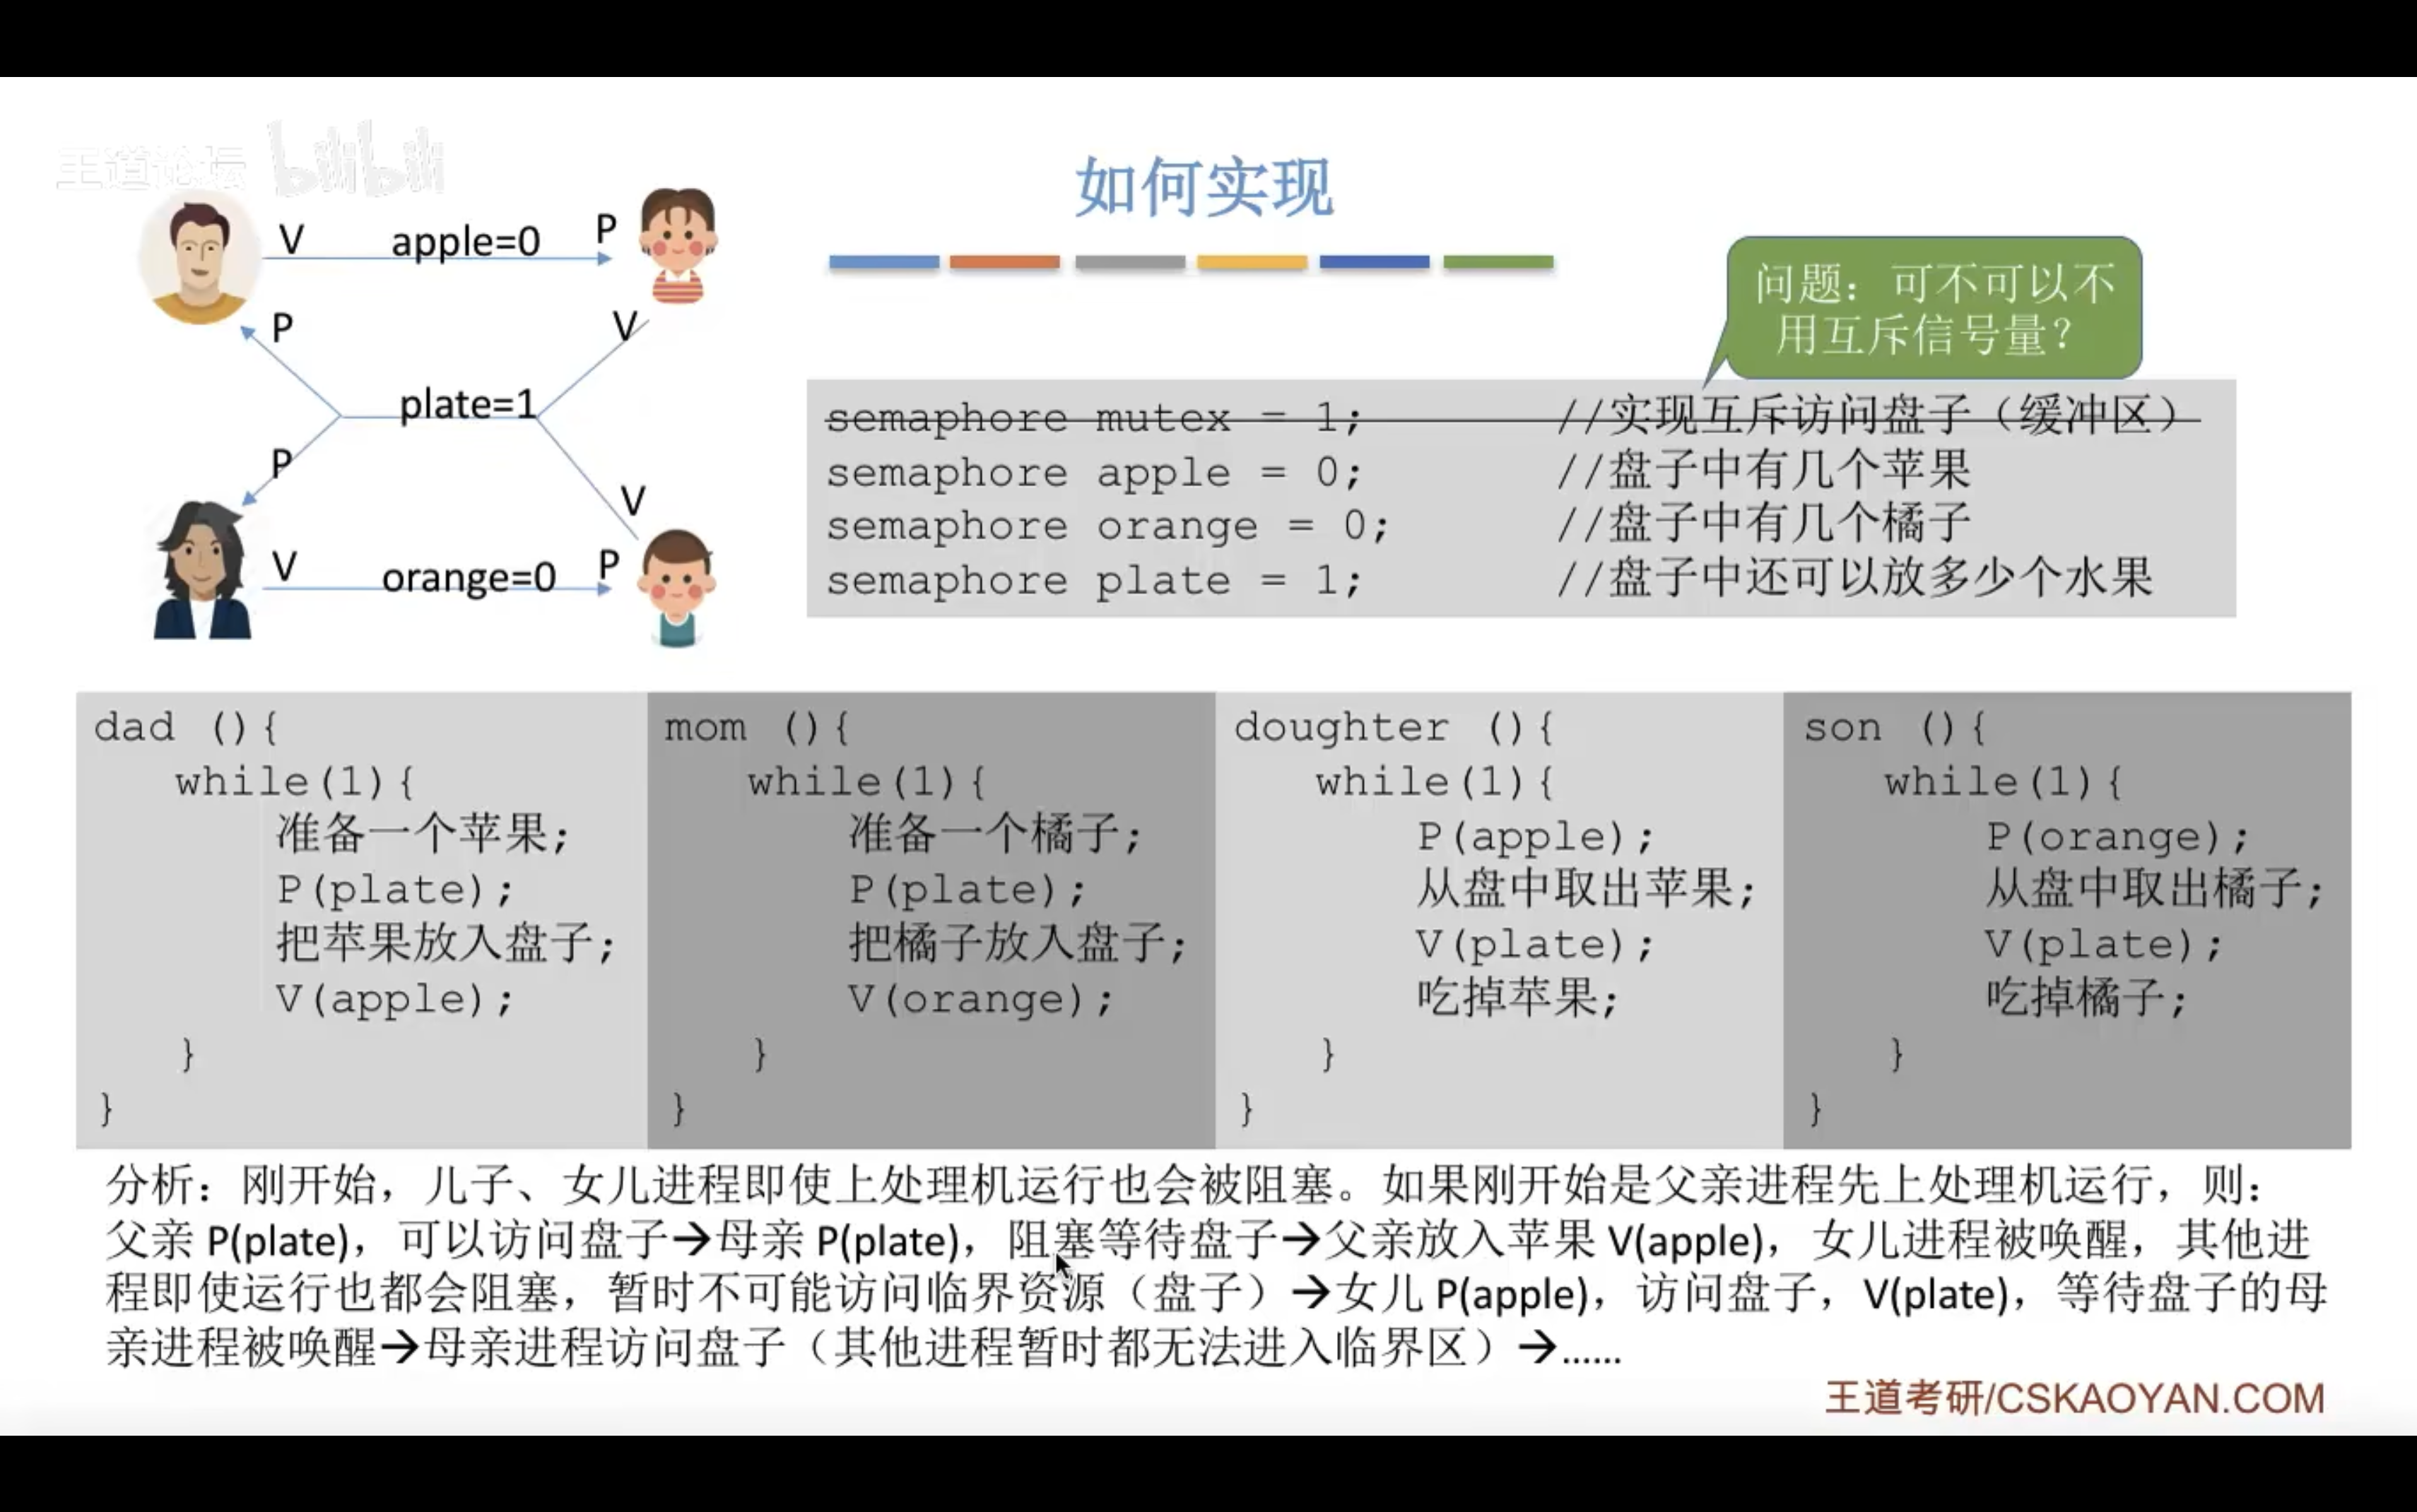 王道论坛 bilibili
如何实现
V apple=0 P
P V
plate=1
P V
V orange=0 P
问题：可不可以不
用互斥信号量？
semaphore mutex = 1; //实现互斥访问盘子（缓冲区）
semaphore apple = 0; //盘子中有几个苹果
semaphore orange = 0; //盘子中有几个橘子
semaphore plate = 1; //盘子中还可以放多少个水果
dad (){
while(1){
准备一个苹果;
P(plate);
把苹果放入盘子;
V(apple);
}
}
mom (){
while(1){
准备一个橘子;
P(plate);
把橘子放入盘子;
V(orange);
}
}
doughter (){
while(1){
P(apple);
从盘中取出苹果;
V(plate);
吃掉苹果;
}
}
son (){
while(1){
P(orange);
从盘中取出橘子;
V(plate);
吃掉橘子;
}
}
分析：刚开始，儿子、女儿进程即使上处理机运行也会被阻塞。如果刚开始是父亲进程先上处理机运行，则：
父亲 P(plate)，可以访问盘子→母亲 P(plate)，阻塞等待盘子→父亲放入苹果 V(apple)，女儿进程被唤醒，其他进
程即使运行也都会阻塞，暂时不可能访问临界资源（盘子）→女儿 P(apple)，访问盘子，V(plate)，等待盘子的母
亲进程被唤醒→母亲进程访问盘子（其他进程暂时都无法进入临界区）→……
王道考研/CSKAOYAN.COM